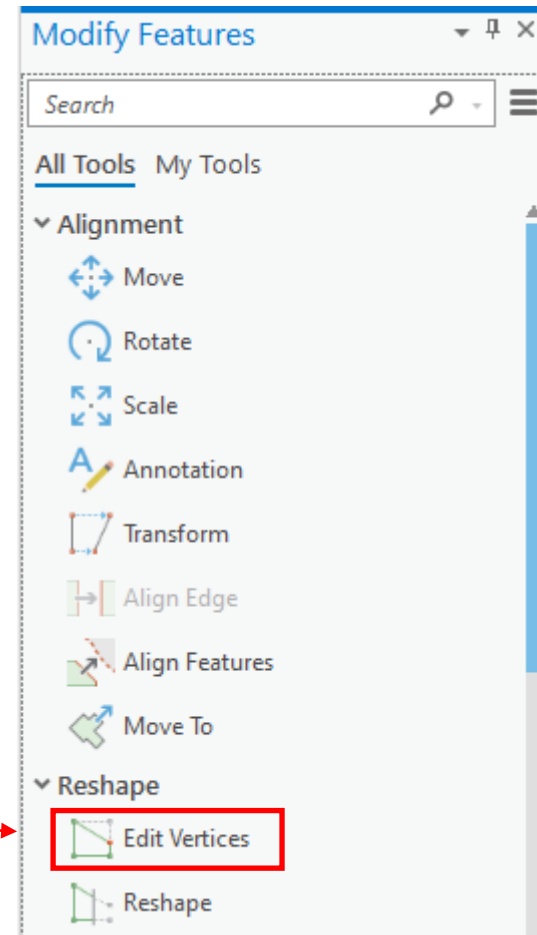 Modify Features
Search
All Tools My Tools
Alignment
Move
Rotate
Scale
Annotation
Transform
Align Edge
Align Features
Move To
Reshape
Edit Vertices
Reshape